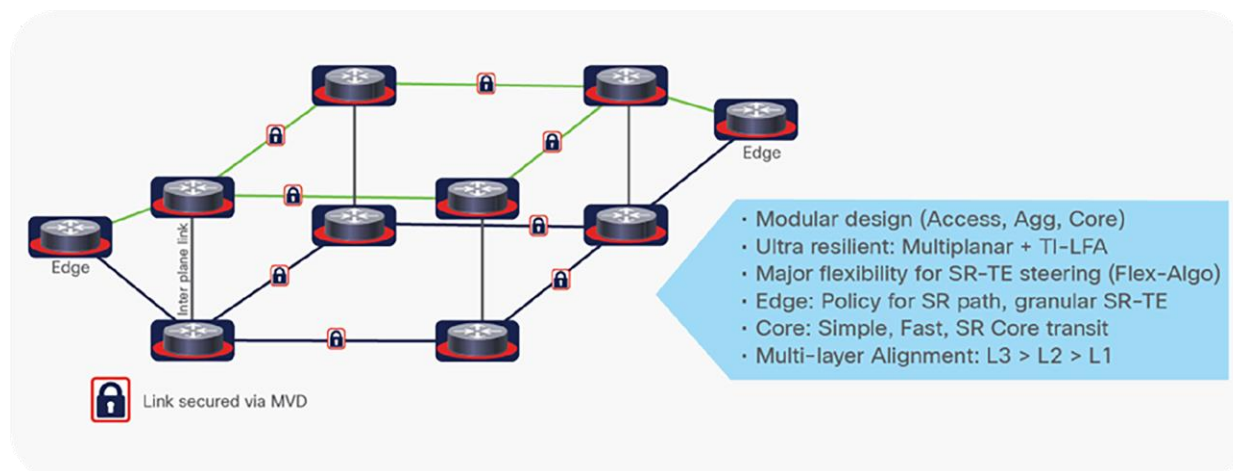 Edge
Edge
Inter plane link
· Modular design (Access, Agg, Core)
· Ultra resilient: Multiplanar + TI-LFA
· Major flexibility for SR-TE steering (Flex-Algo)
· Edge: Policy for SR path, granular SR-TE
· Core: Simple, Fast, SR Core transit
· Multi-layer Alignment: L3 > L2 > L1
Link secured via MVD